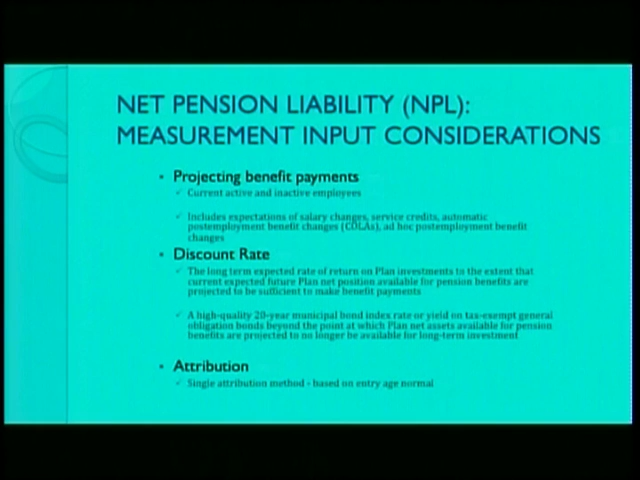 NET PENSION LIABILITY (NPL):
MEASUREMENT INPUT CONSIDERATIONS
• Projecting benefit payments
✓ Current active and inactive employees
✓ Includes expectations of salary changes, service credits, automatic
postemployment benefit changes (COLAs), ad hoc postemployment benefit
changes
• Discount Rate
✓ The long term expected rate of return on Plan investments to the extent that
current expected future Plan net position available for pension benefits are
projected to be sufficient to make benefit payments
✓ A high-quality 20-year municipal bond index rate or yield on tax-exempt general
obligation bonds beyond the point at which Plan net assets available for pension
benefits are projected to no longer be available for long-term investment
• Attribution
✓ Single attribution method - based on entry age normal